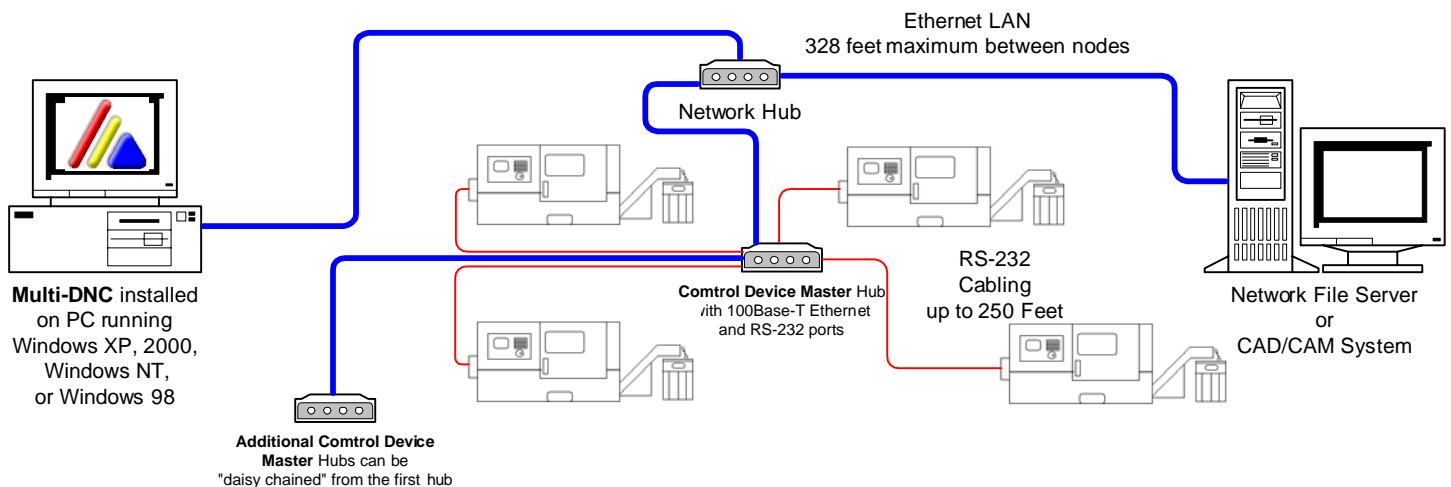 Ethernet LAN
328 feet maximum between nodes
Network Hub
Multi-DNC installed
on PC running
Windows XP, 2000,
Windows NT,
or Windows 98
Comtrol Device Master Hub
with 100Base-T Ethernet
and RS-232 ports
RS-232
Cabling
up to 250 Feet
Network File Server
or
CAD/CAM System
Additional Comtrol Device
Master Hubs can be
"daisy chained" from the first hub